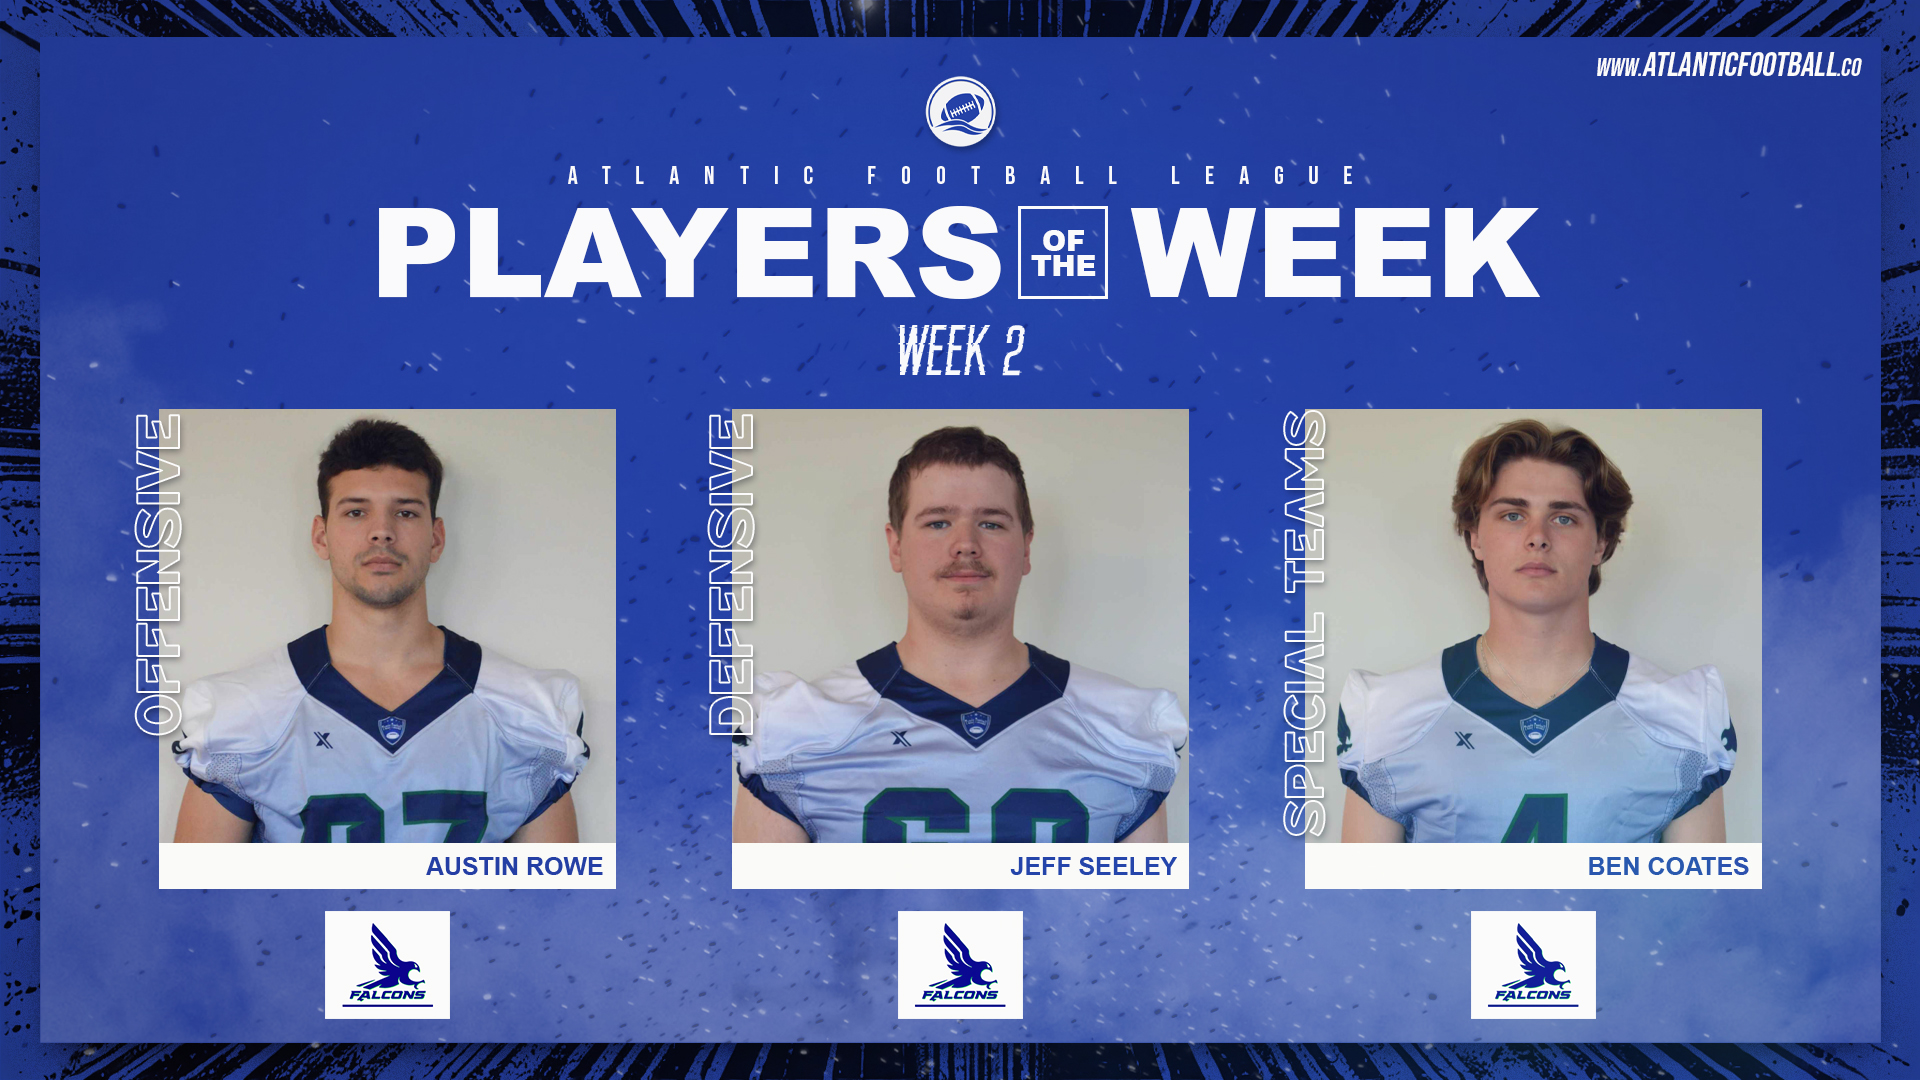 www.ATLANTICFOOTBALL.co
ATLANTIC FOOTBALL LEAGUE
PLAYERS OF THE WEEK
WEEK 2
OFFENSIVE
DEFENSIVE
SPECIAL TEAMS
4
AUSTIN ROWE
JEFF SEELEY
BEN COATES
FALCONS
FALCONS
FALCONS